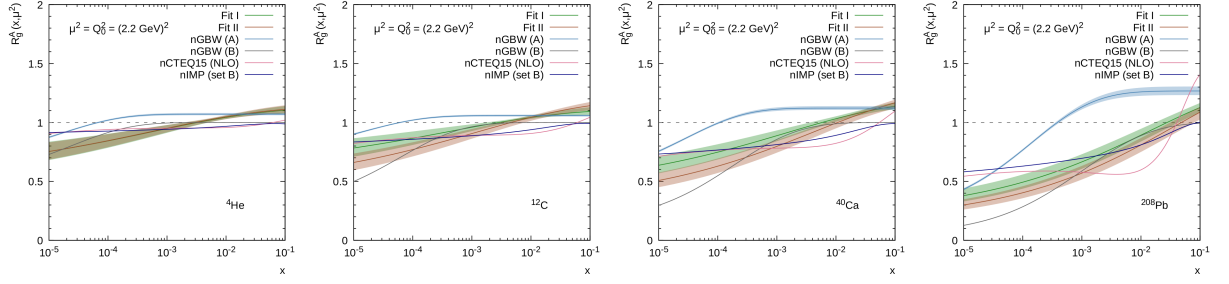 R_g^A(x,μ²)
2
1.5
1
0.5
0
μ² = Q₀² = (2.2 GeV)²
Fit I
Fit II
nGBW (A)
nGBW (B)
nCTEQ15 (NLO)
nIMP (set B)
⁴He
10⁻⁵ 10⁻⁴ 10⁻³ 10⁻² 10⁻¹
x
R_g^A(x,μ²)
2
1.5
1
0.5
0
μ² = Q₀² = (2.2 GeV)²
Fit I
Fit II
nGBW (A)
nGBW (B)
nCTEQ15 (NLO)
nIMP (set B)
¹²C
10⁻⁵ 10⁻⁴ 10⁻³ 10⁻² 10⁻¹
x
R_g^A(x,μ²)
2
1.5
1
0.5
0
μ² = Q₀² = (2.2 GeV)²
Fit I
Fit II
nGBW (A)
nGBW (B)
nCTEQ15 (NLO)
nIMP (set B)
⁴⁰Ca
10⁻⁵ 10⁻⁴ 10⁻³ 10⁻² 10⁻¹
x
R_g^A(x,μ²)
2
1.5
1
0.5
0
μ² = Q₀² = (2.2 GeV)²
Fit I
Fit II
nGBW (A)
nGBW (B)
nCTEQ15 (NLO)
nIMP (set B)
²⁰⁸Pb
10⁻⁵ 10⁻⁴ 10⁻³ 10⁻² 10⁻¹
x